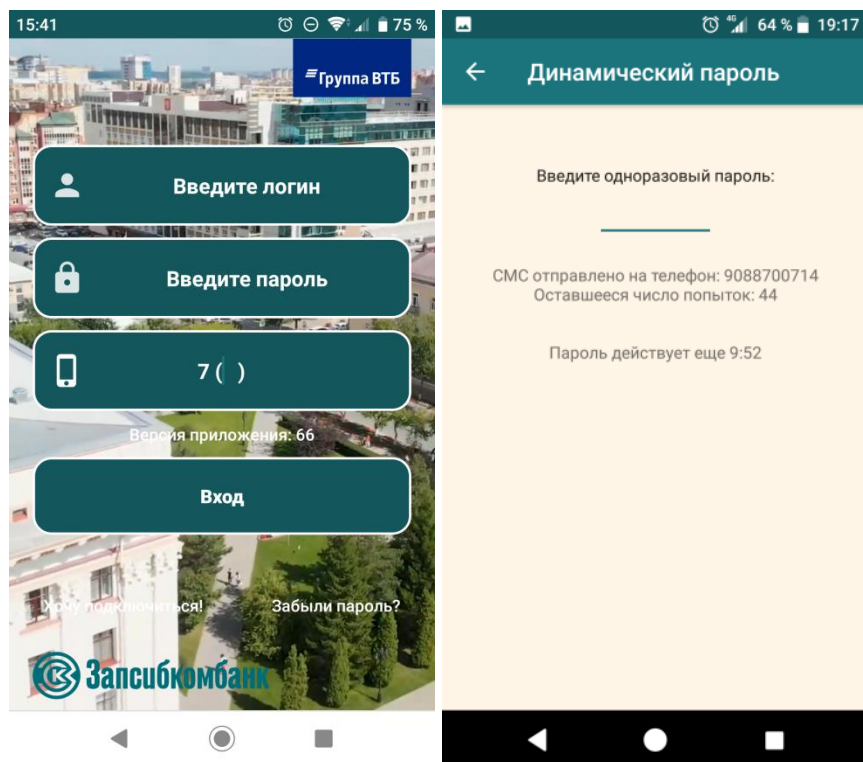 15:41
75 %
Группа ВТБ
Введите логин
Введите пароль
7 ( )
Версия приложения: 66
Вход
Хочу подключиться!
Забыли пароль?
Запсибкомбанк
4G
64 %
19:17
Динамический пароль
Введите одноразовый пароль:
СМС отправлено на телефон: 9088700714
Оставшееся число попыток: 44
Пароль действует еще 9:52